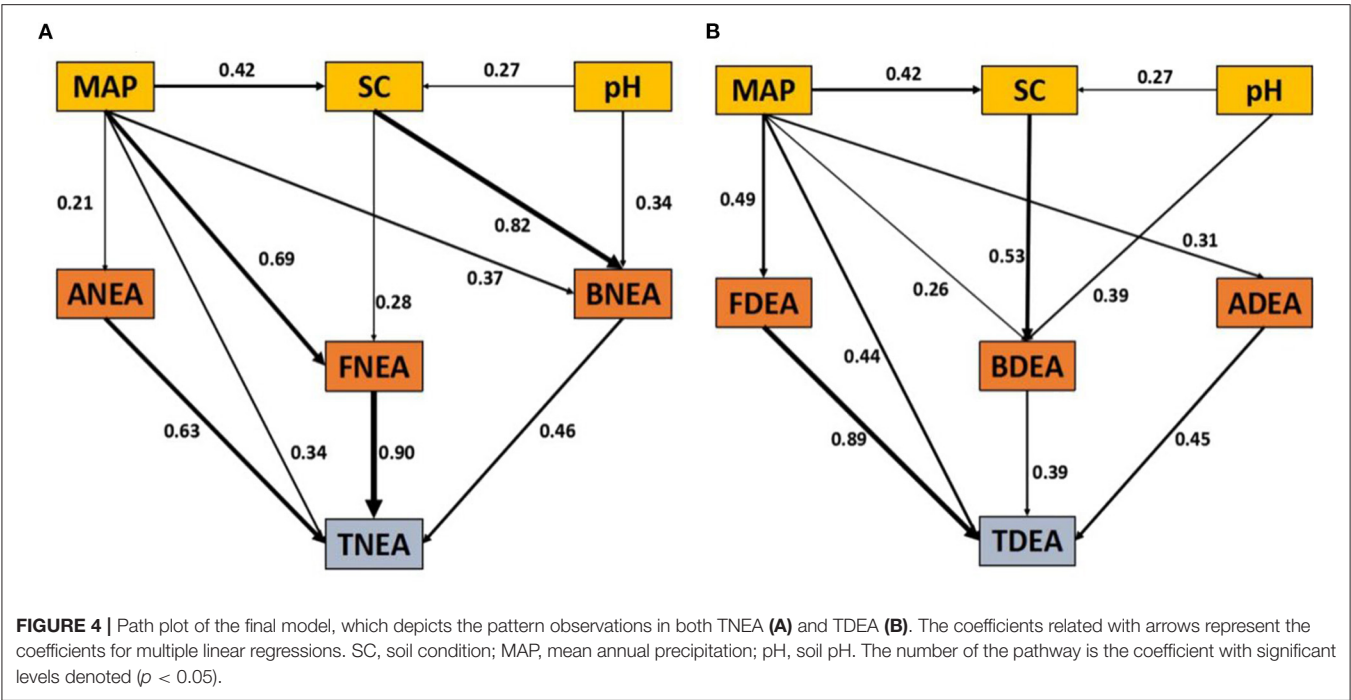 A
B
MAP
0.42
SC
0.27
pH
MAP
0.42
SC
0.27
pH
0.21
0.69
0.82
0.37
0.34
0.28
ANEA
BNEA
FNEA
0.63
0.34
0.90
0.46
TNEA
0.49
0.53
0.31
0.26
0.39
FDEA
ADEA
BDEA
0.44
0.89
0.39
0.45
TDEA
FIGURE 4 | Path plot of the final model, which depicts the pattern observations in both TNEA (A) and TDEA (B). The coefficients related with arrows represent the
coefficients for multiple linear regressions. SC, soil condition; MAP, mean annual precipitation; pH, soil pH. The number of the pathway is the coefficient with significant
levels denoted (p < 0.05).